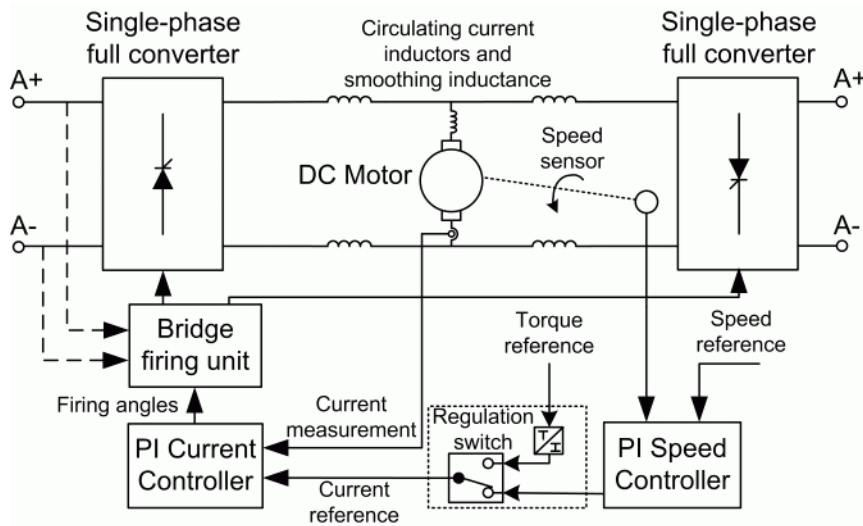 Single-phase
full converter
Circulating current
inductors and
smoothing inductance
Single-phase
full converter
A+
A+
DC Motor
Speed
sensor
A-
A-
Bridge
firing unit
Torque
reference
Speed
reference
Firing angles
Current
measurement
Regulation
switch
T
I
PI Current
Controller
PI Speed
Controller
Current
reference